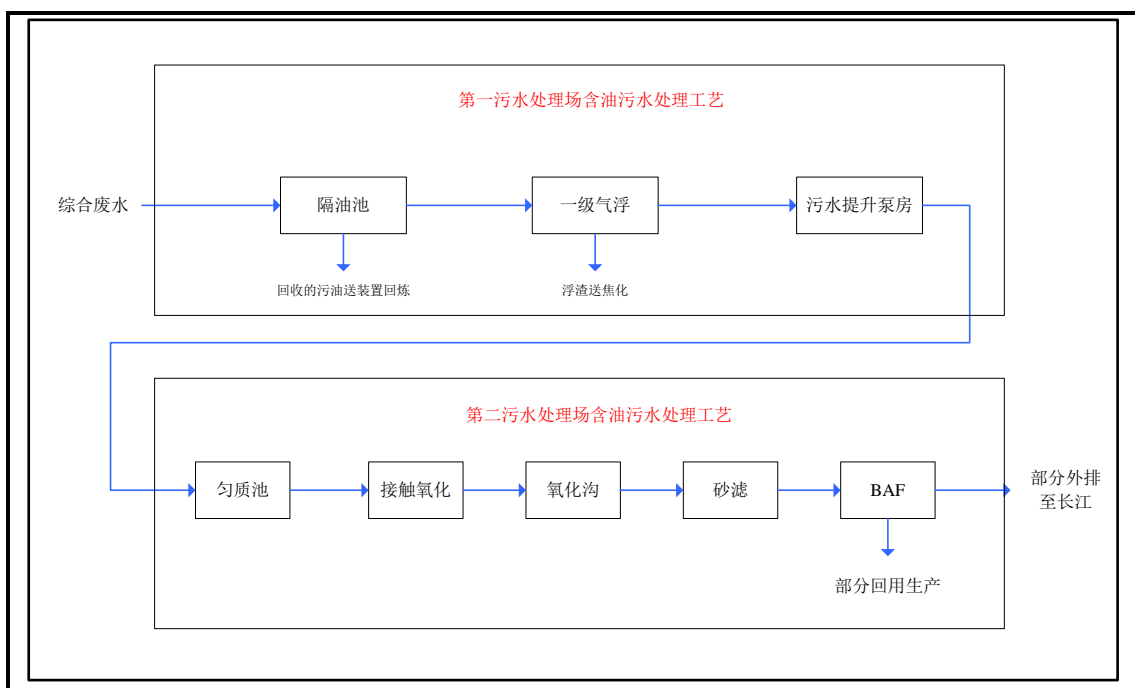 第一污水处理场含油污水处理工艺
综合废水
隔油池
一级气浮
污水提升泵房
回收的污油送装置回炼
浮渣送焦化
第二污水处理场含油污水处理工艺
匀质池
接触氧化
氧化沟
砂滤
BAF
部分外排
至长江
部分回用生产